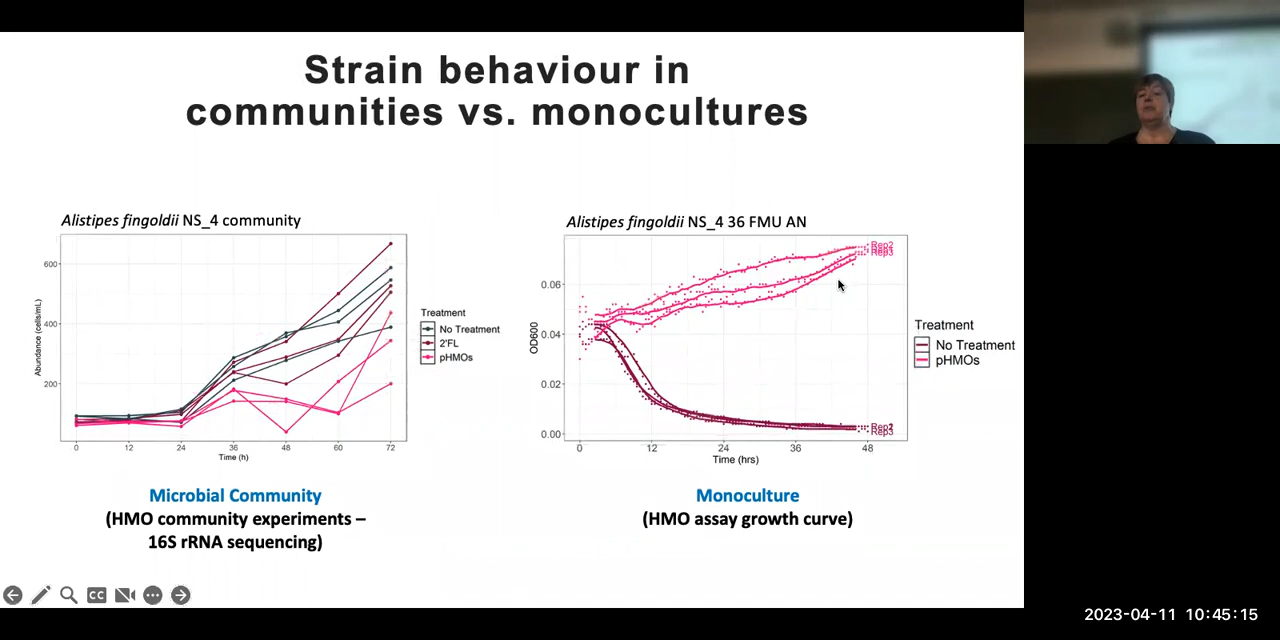 Strain behaviour in
communities vs. monocultures
Alistipes fingoldii NS_4 community
600
400
200
Abundance (cells/mL)
0 12 24 36 48 60 72
Time (h)
Treatment
No Treatment
2'FL
pHMOs
Microbial Community
(HMO community experiments –
16S rRNA sequencing)
Alistipes fingoldii NS_4 36 FMU AN
0.06
0.04
0.02
0.00
OD600
Rep2
Rep3
Rep3
0 12 24 36 48
Time (hrs)
Treatment
No Treatment
pHMOs
Monoculture
(HMO assay growth curve)
CC
2023-04-11 10:45:15